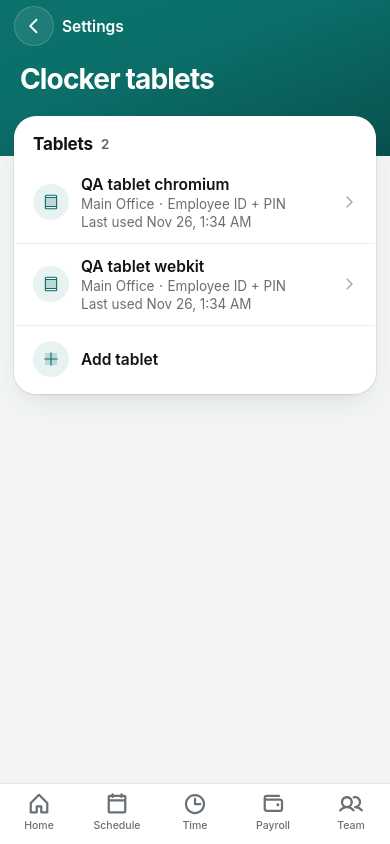 Settings
Clocker tablets
Tablets 2
QA tablet chromium
Main Office · Employee ID + PIN
Last used Nov 26, 1:34 AM
QA tablet webkit
Main Office · Employee ID + PIN
Last used Nov 26, 1:34 AM
Add tablet
Home Schedule Time Payroll Team